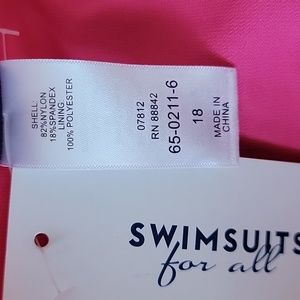 SHELL:
82%NYLON
18%SPANDEX
LINING:
100% POLYESTER
07812
RN 88842
65-0211-6
18
MADE IN
CHINA
SWIMSUITS
for all